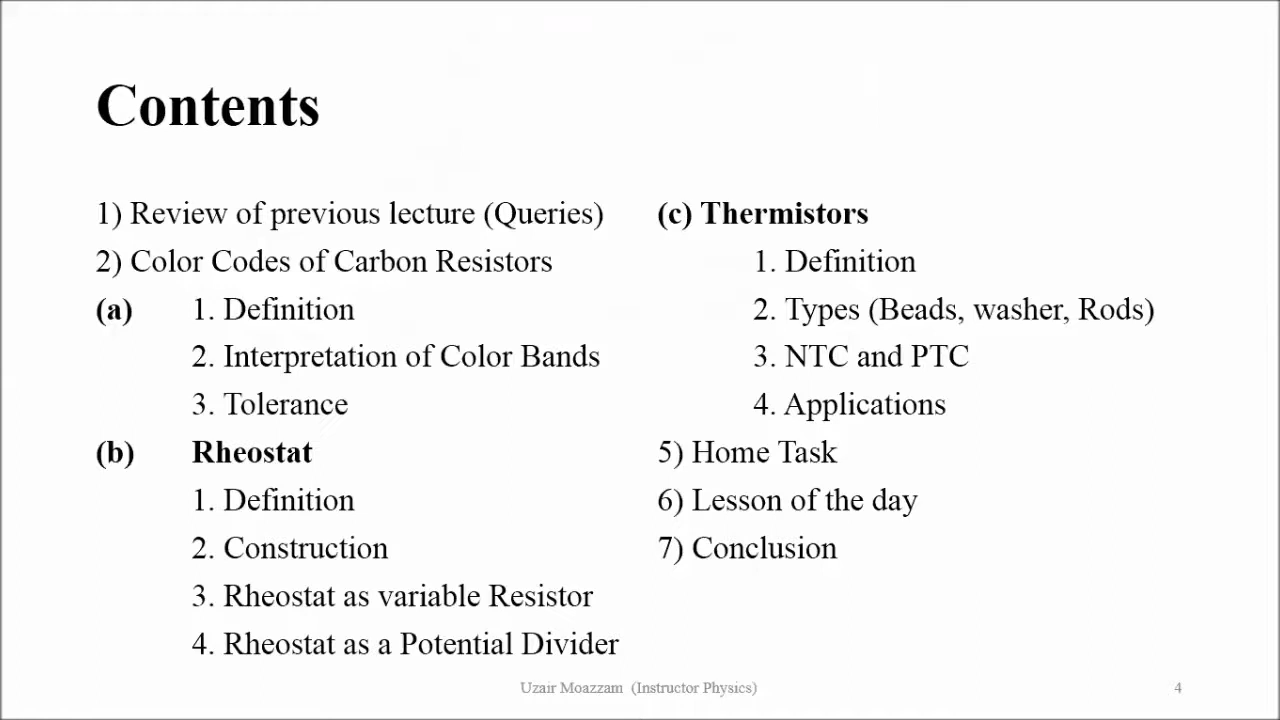 Contents
1) Review of previous lecture (Queries)
2) Color Codes of Carbon Resistors
(a) 1. Definition
2. Interpretation of Color Bands
3. Tolerance
(b) Rheostat
1. Definition
2. Construction
3. Rheostat as variable Resistor
4. Rheostat as a Potential Divider
(c) Thermistors
1. Definition
2. Types (Beads, washer, Rods)
3. NTC and PTC
4. Applications
5) Home Task
6) Lesson of the day
7) Conclusion
Uzair Moazzam (Instructor Physics)
4